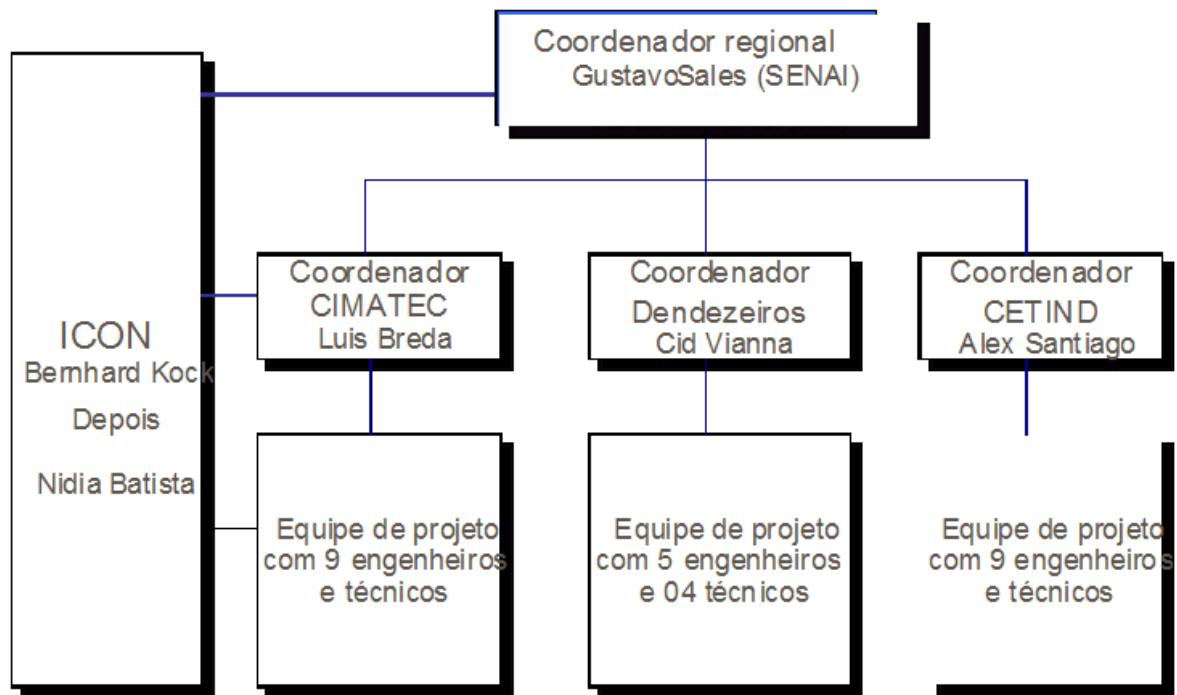 Coordenador regional
GustavoSales (SENAI)
ICON
Bernhard Kock
Depois
Nidia Batista
Coordenador
CIMATEC
Luis Breda
Coordenador
Dendezeiros
Cid Vianna
Coordenador
CETIND
Alex Santiago
Equipe de projeto
com 9 engenheiros
e técnicos
Equipe de projeto
com 5 engenheiros
e 04 técnicos
Equipe de projeto
com 9 engenheiros
e técnicos